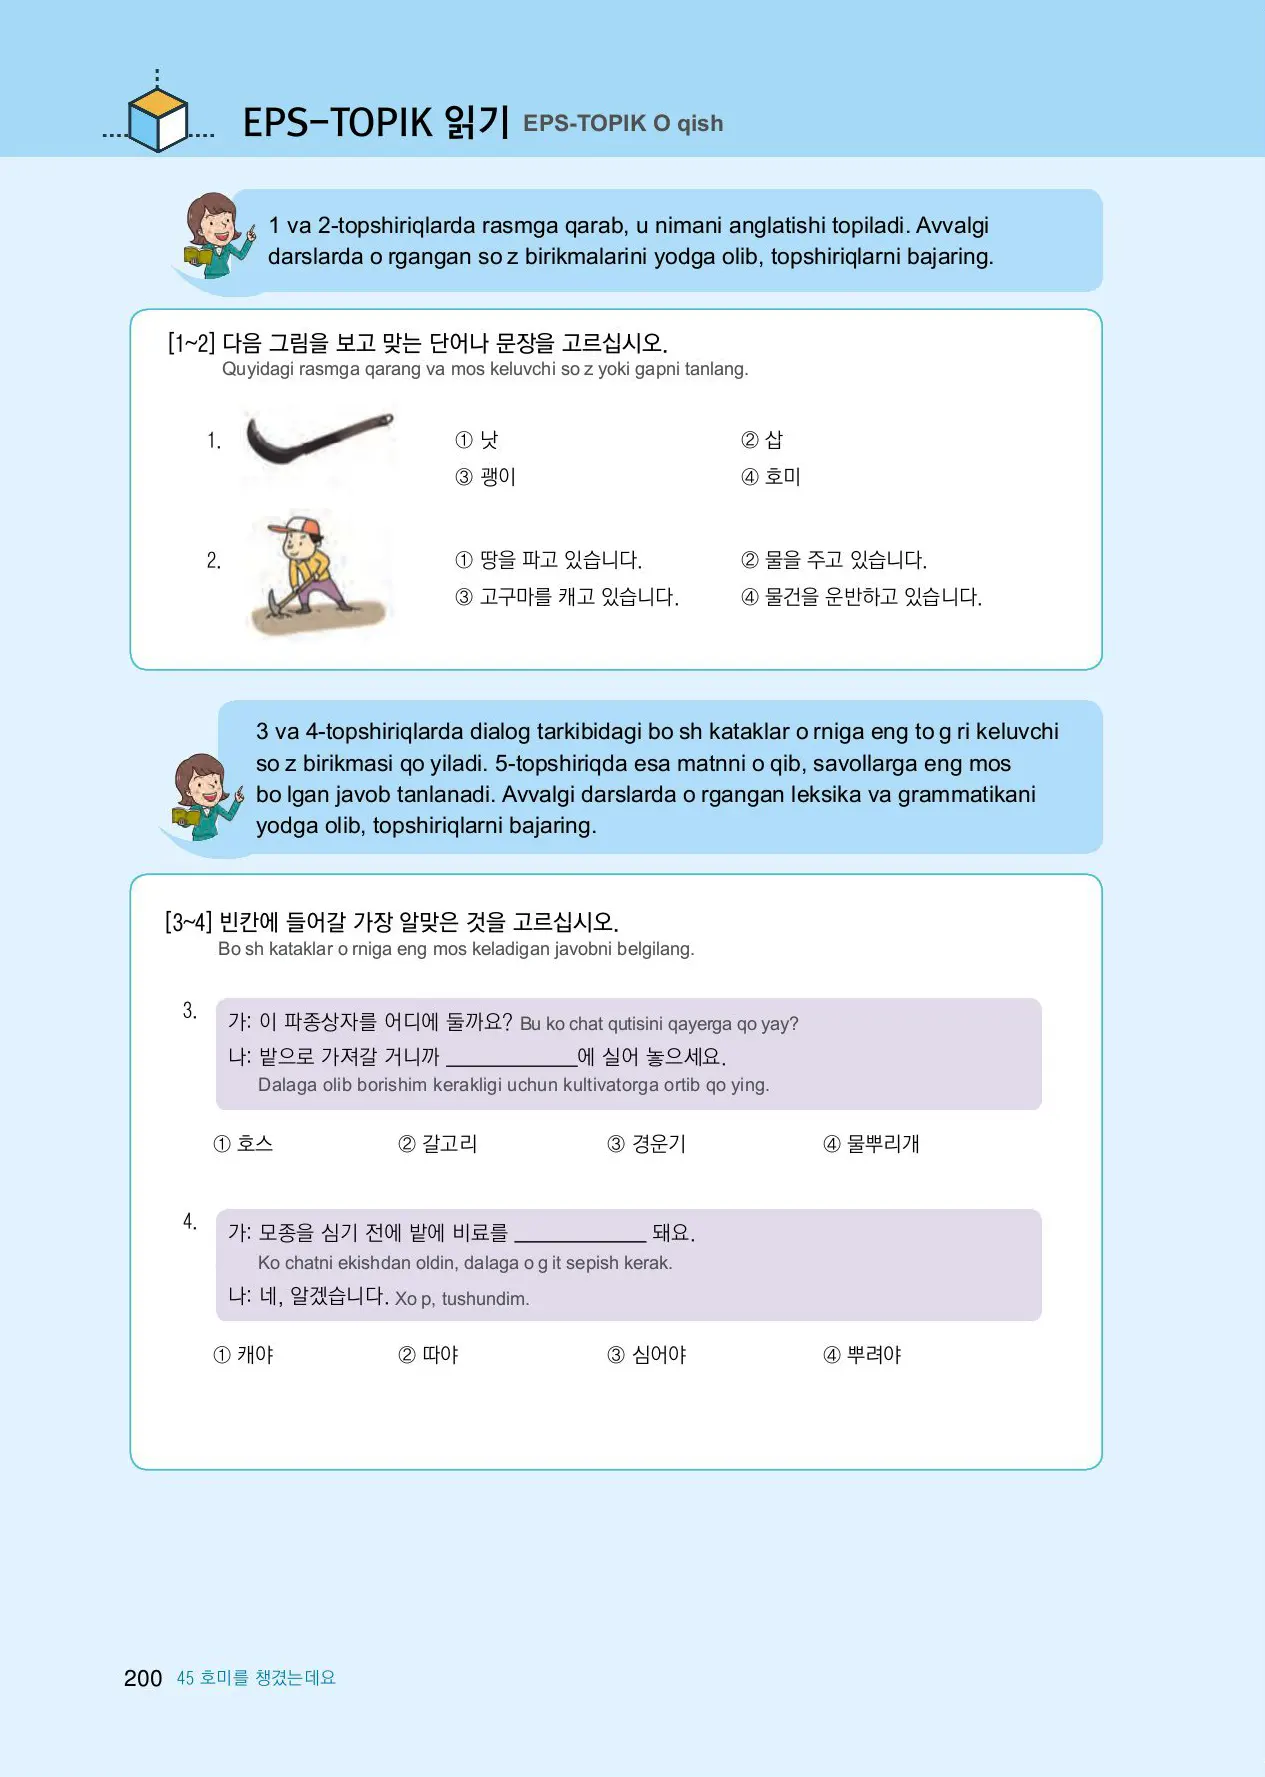 EPS-TOPIK 읽기 EPS-TOPIK O qish
1 va 2-topshiriqlarda rasmga qarab, u nimani anglatishi topiladi. Avvalgi
darslarda o rgangan so z birikmalarini yodga olib, topshiriqlarni bajaring.
[1~2] 다음 그림을 보고 맞는 단어나 문장을 고르십시오.
Quyidagi rasmga qarang va mos keluvchi so z yoki gapni tanlang.
1. ① 낫 ② 삽
③ 괭이 ④ 호미
2. ① 땅을 파고 있습니다. ② 물을 주고 있습니다.
③ 고구마를 캐고 있습니다. ④ 물건을 운반하고 있습니다.
3 va 4-topshiriqlarda dialog tarkibidagi bo sh kataklar o rniga eng to g ri keluvchi
so z birikmasi qo yiladi. 5-topshiriqda esa matnni o qib, savollarga eng mos
bo lgan javob tanlanadi. Avvalgi darslarda o rgangan leksika va grammatikani
yodga olib, topshiriqlarni bajaring.
[3~4] 빈칸에 들어갈 가장 알맞은 것을 고르십시오.
Bo sh kataklar o rniga eng mos keladigan javobni belgilang.
3. 가: 이 파종상자를 어디에 둘까요? Bu ko chat qutisini qayerga qo yay?
나: 밭으로 가져갈 거니까 ____________에 실어 놓으세요.
Dalaga olib borishim kerakligi uchun kultivatorga ortib qo ying.
① 호스 ② 갈고리 ③ 경운기 ④ 물뿌리개
4. 가: 모종을 심기 전에 밭에 비료를 ____________ 돼요.
Ko chatni ekishdan oldin, dalaga o g it sepish kerak.
나: 네, 알겠습니다. Xo p, tushundim.
① 캐야 ② 따야 ③ 심어야 ④ 뿌려야
200 45 호미를 챙겼는데요